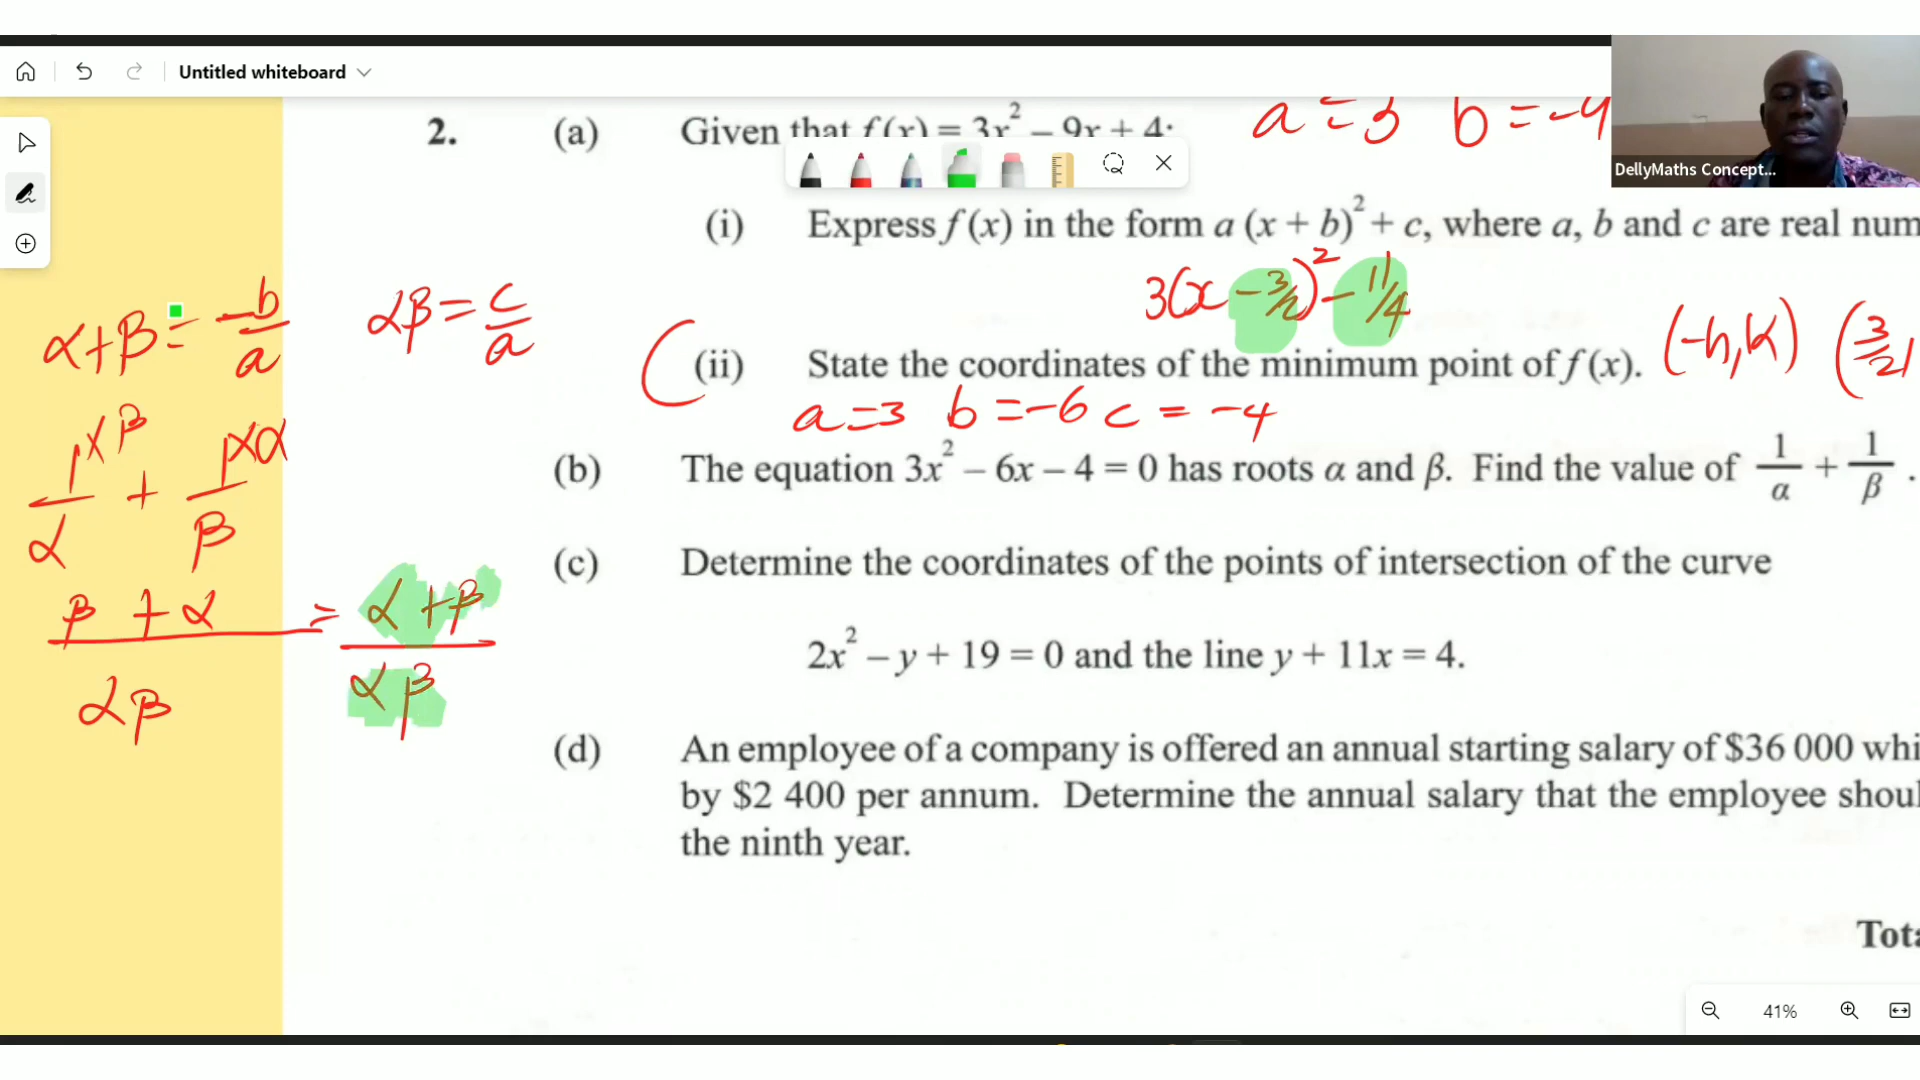 Untitled whiteboard
DellyMaths Concept...
2. (a) Given that f(x) = 3x² – 9x + 4:
a = 3 b = -4
(i) Express f (x) in the form a (x + b)² + c, where a, b and c are real num
3(x - 3/2)² - 11/4
α+β = -b/a
αβ = c/a
(ii) State the coordinates of the minimum point of f (x).
(-h, k) (3/2,
a = 3 b = -6 c = -4
1×β/α + 1×α/β
(b) The equation 3x² – 6x – 4 = 0 has roots α and β. Find the value of 1/α + 1/β .
(c) Determine the coordinates of the points of intersection of the curve
β + α/αβ = α + β/αβ
2x² – y + 19 = 0 and the line y + 11x = 4.
(d) An employee of a company is offered an annual starting salary of $36 000 whi
by $2 400 per annum. Determine the annual salary that the employee shoul
the ninth year.
Tota
41%